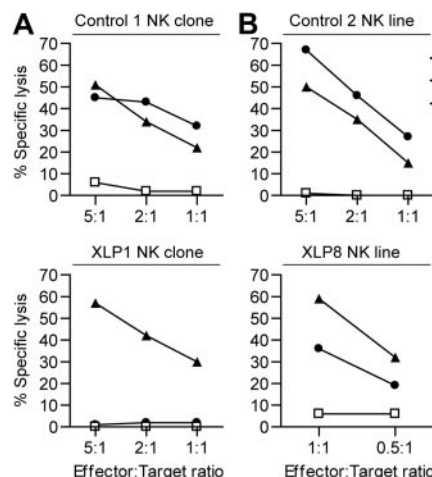 A
Control 1 NK clone
% Specific lysis
70
60
50
40
30
20
10
0
5:1 2:1 1:1
B
Control 2 NK line
70
60
50
40
30
20
10
0
5:1 2:1 1:1
XLP1 NK clone
% Specific lysis
70
60
50
40
30
20
10
0
5:1 2:1 1:1
Effector:Target ratio
XLP8 NK line
70
60
50
40
30
20
10
0
1:1 0.5:1
Effector:Target ratio